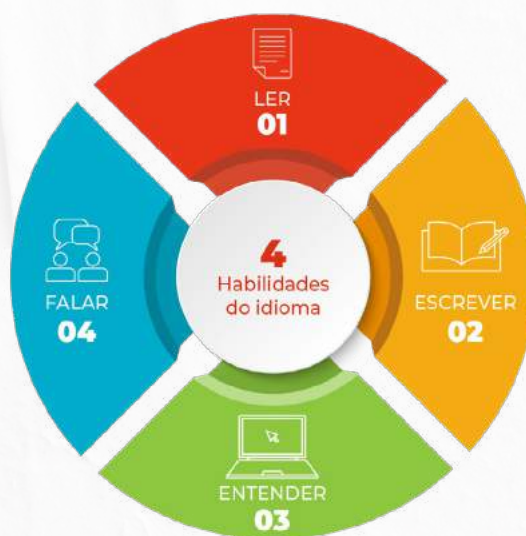 LER
01
4
Habilidades
do idioma
ESCREVER
02
ENTENDER
03
FALAR
04